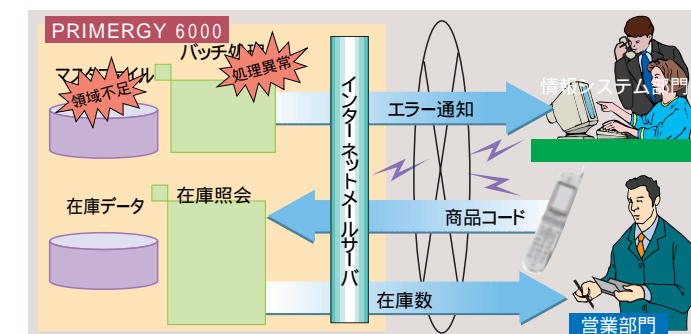 PRIMERGY 6000
バッチ処理
処理異常
マスタファイル
領域不足
インターネットメールサーバ
エラー通知
情報システム部門
在庫データ
在庫照会
商品コード
在庫数
営業部門